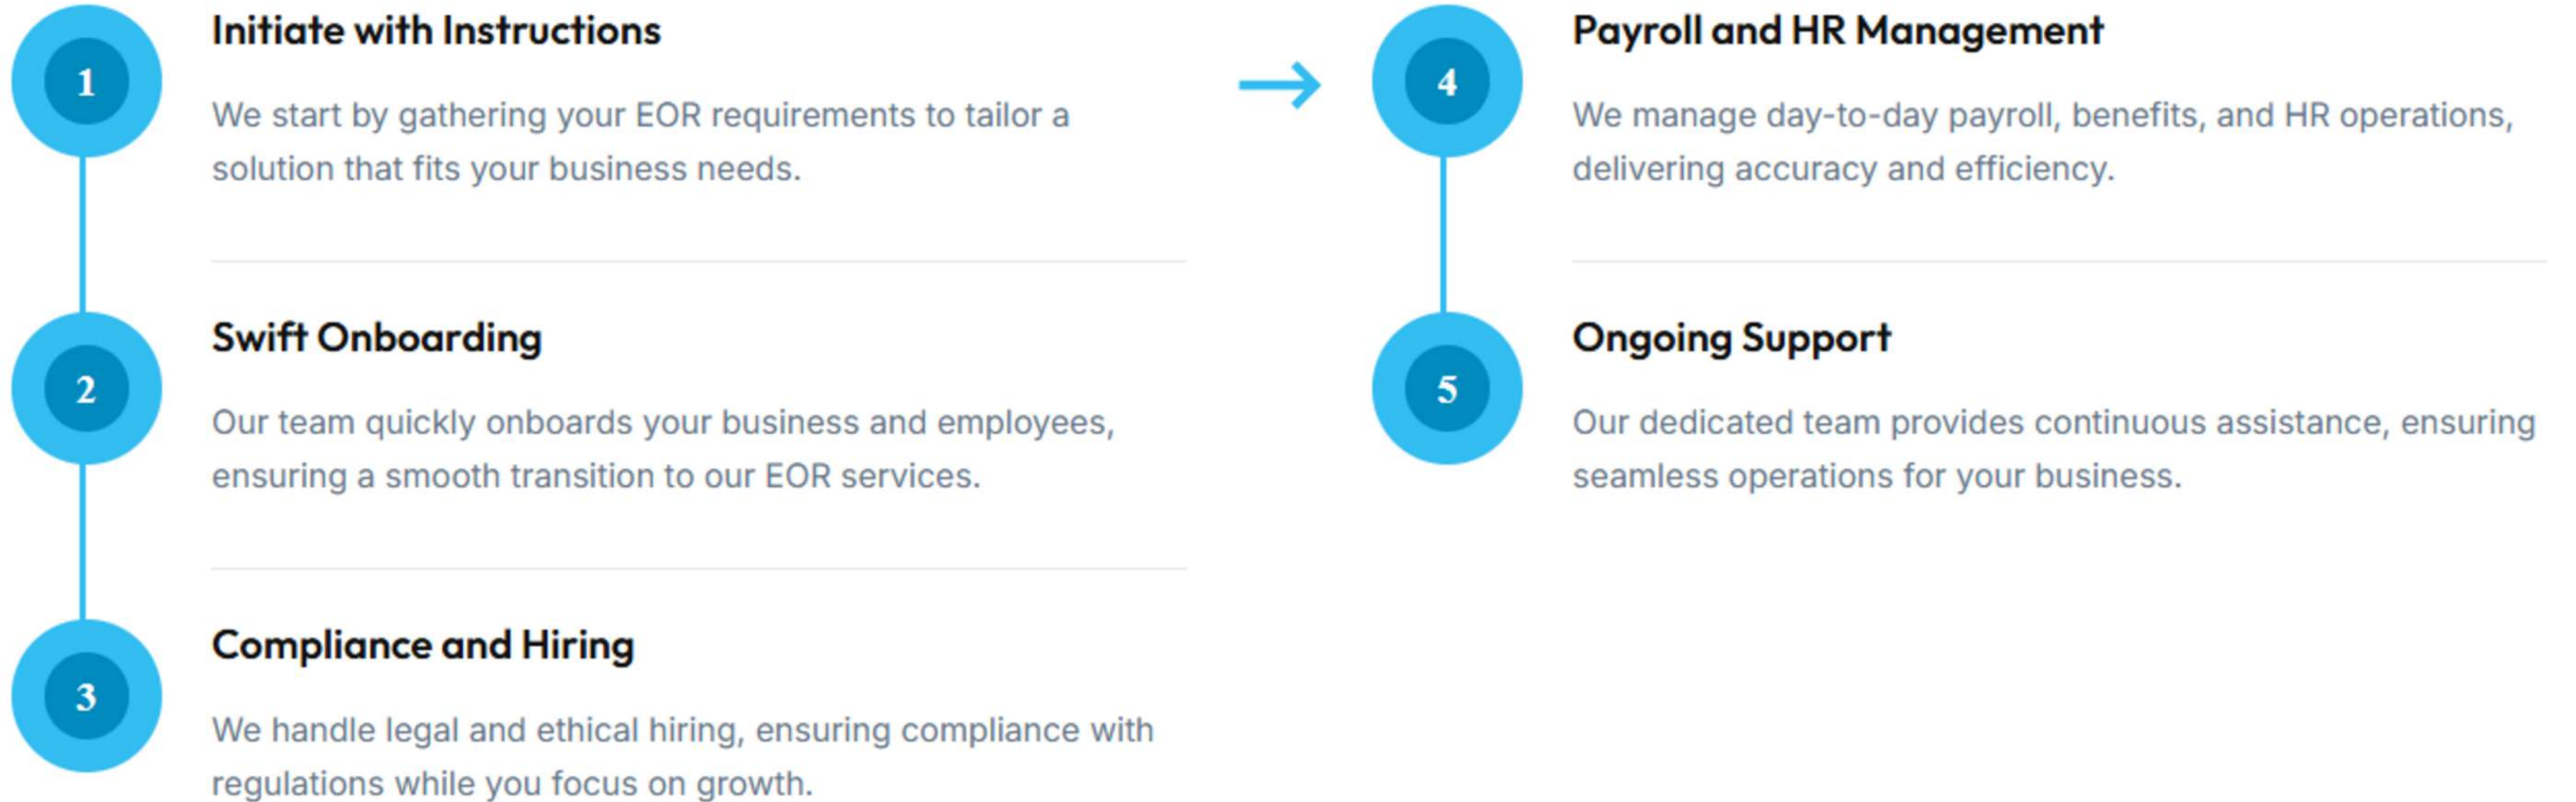 1
Initiate with Instructions
We start by gathering your EOR requirements to tailor a
solution that fits your business needs.
2
Swift Onboarding
Our team quickly onboards your business and employees,
ensuring a smooth transition to our EOR services.
3
Compliance and Hiring
We handle legal and ethical hiring, ensuring compliance with
regulations while you focus on growth.
4
Payroll and HR Management
We manage day-to-day payroll, benefits, and HR operations,
delivering accuracy and efficiency.
5
Ongoing Support
Our dedicated team provides continuous assistance, ensuring
seamless operations for your business.